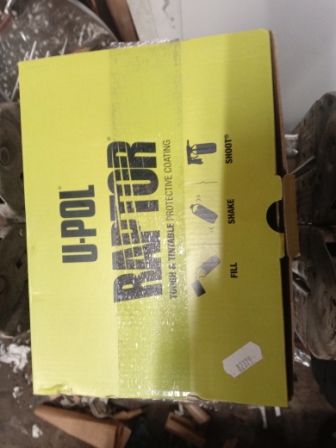 U-POL®
RAPTOR®
TOUGH & TINTABLE PROTECTIVE COATING
FILL
SHAKE
SHOOT®